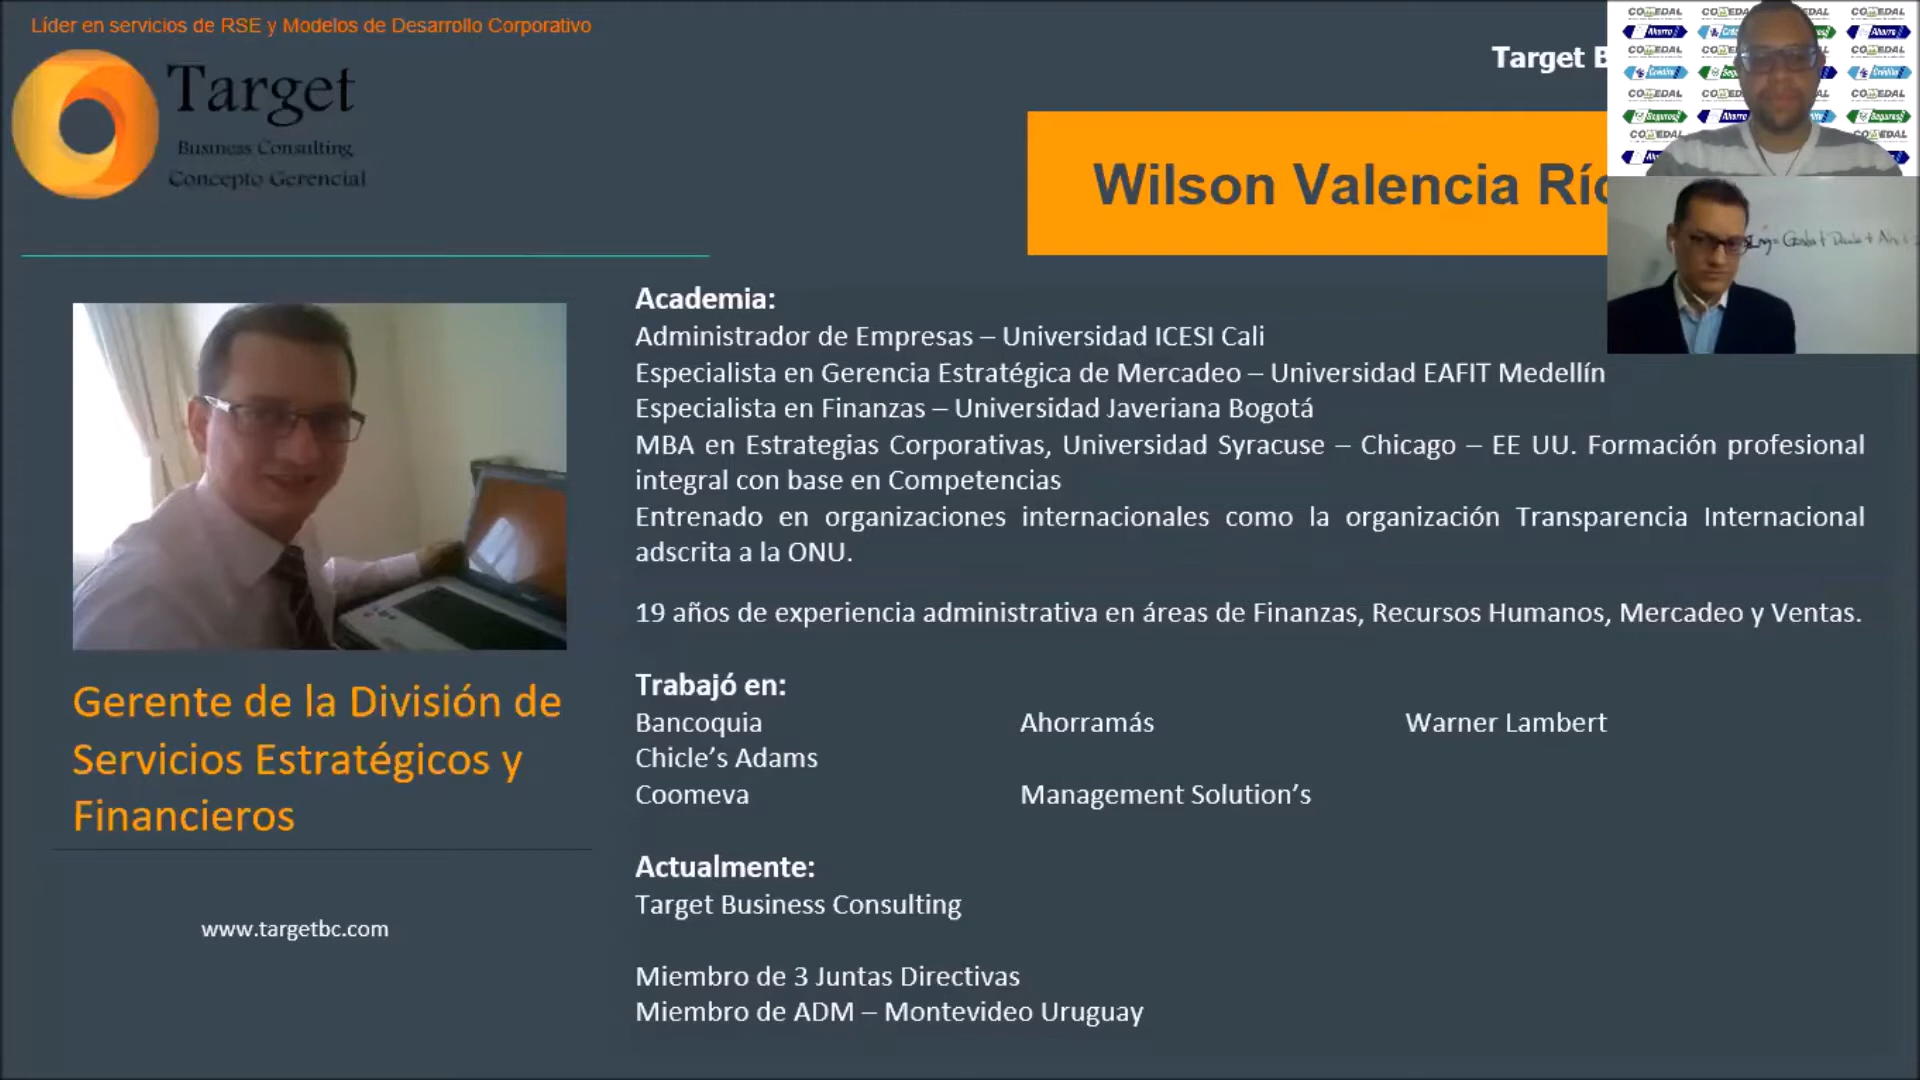 Líder en servicios de RSE y Modelos de Desarrollo Corporativo
Target
Business Consulting
Concepto Gerencial
Target B
Wilson Valencia Río
Academia:
Administrador de Empresas – Universidad ICESI Cali
Especialista en Gerencia Estratégica de Mercadeo – Universidad EAFIT Medellín
Especialista en Finanzas – Universidad Javeriana Bogotá
MBA en Estrategias Corporativas, Universidad Syracuse – Chicago – EE UU. Formación profesional
integral con base en Competencias
Entrenado en organizaciones internacionales como la organización Transparencia Internacional
adscrita a la ONU.
19 años de experiencia administrativa en áreas de Finanzas, Recursos Humanos, Mercadeo y Ventas.
Trabajó en:
Bancoquia Ahorramás Warner Lambert
Chicle’s Adams
Coomeva Management Solution’s
Actualmente:
Target Business Consulting
Miembro de 3 Juntas Directivas
Miembro de ADM – Montevideo Uruguay
Gerente de la División de
Servicios Estratégicos y
Financieros
www.targetbc.com
COMEDAL
Ahorro
Crédito
Seguros